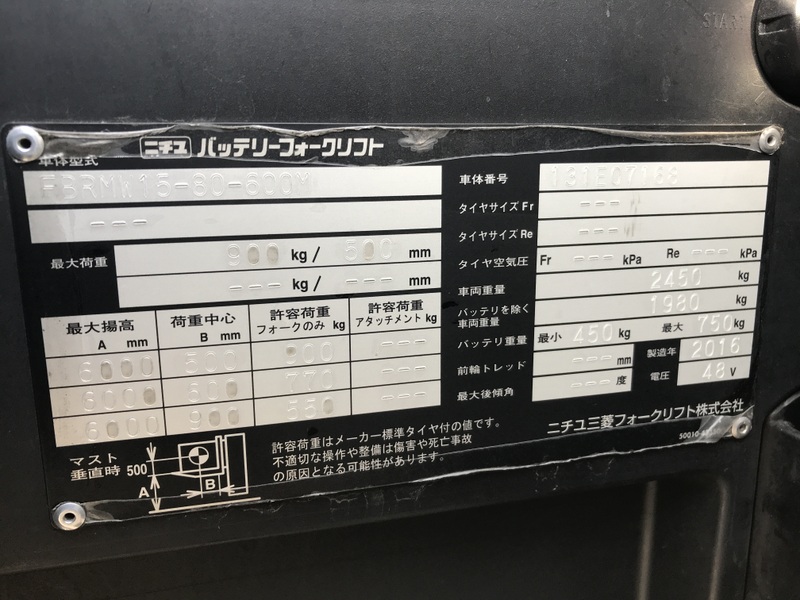 START
ニチユ バッテリーフォークリフト
車体型式
FBRMW15-80-600M
---
最大荷重
900 kg / 500 mm
--- kg / --- mm
最大揚高 A mm 荷重中心 B mm 許容荷重 フォークのみ kg 許容荷重 アタッチメント kg
6000 500 900 ---
6000 600 770 ---
6000 900 550 ---
マスト垂直時 500 A B
許容荷重はメーカー標準タイヤ付の値です。
不適切な操作や整備は傷害や死亡事故
の原因となる可能性があります。
車体番号
タイヤサイズ Fr ---
タイヤサイズ Re ---
タイヤ空気圧 Fr --- kPa Re --- kPa
車両重量 2450 kg
バッテリを除く車両重量 1980 kg
バッテリ重量 最小 450 kg 最大 750 kg
前輪トレッド --- mm 製造年 2016
最大後傾角 --- 度 電圧 48 V
ニチユ三菱フォークリフト株式会社